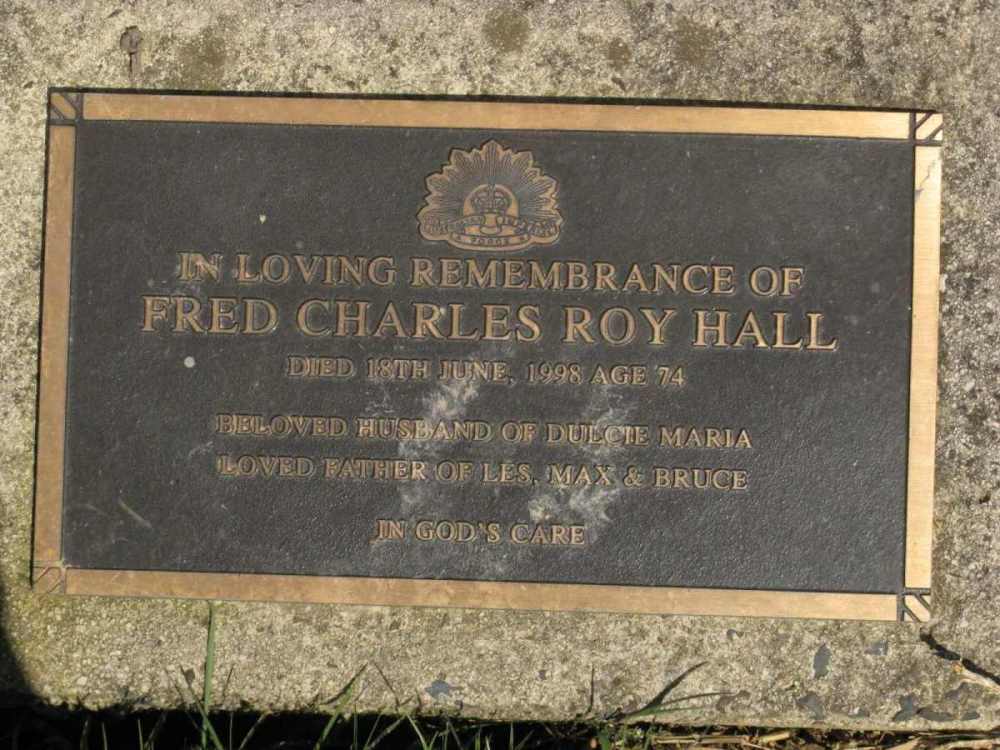 IN LOVING REMEMBRANCE OF
FRED CHARLES ROY HALL
DIED 18TH JUNE, 1998 AGE 74
BELOVED HUSBAND OF DULCIE MARIA
LOVED FATHER OF LES, MAX & BRUCE
IN GOD'S CARE